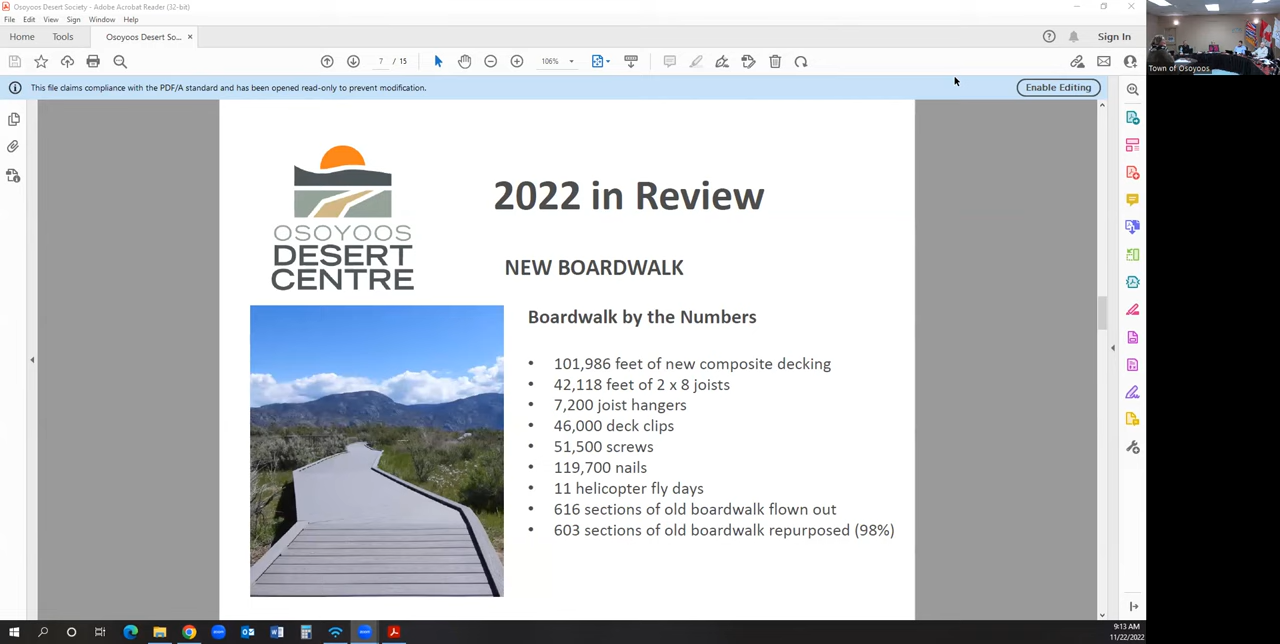 Osoyoos Desert Society - Adobe Acrobat Reader (32-bit)
File Edit View Sign Window Help
Home Tools Osoyoos Desert So... × Sign In
7 / 15 106%
This file claims compliance with the PDF/A standard and has been opened read-only to prevent modification. Enable Editing
Town of Osoyoos
OSOYOOS
DESERT
CENTRE
2022 in Review
NEW BOARDWALK
Boardwalk by the Numbers
• 101,986 feet of new composite decking
• 42,118 feet of 2 x 8 joists
• 7,200 joist hangers
• 46,000 deck clips
• 51,500 screws
• 119,700 nails
• 11 helicopter fly days
• 616 sections of old boardwalk flown out
• 603 sections of old boardwalk repurposed (98%)
9:13 AM
11/22/2022